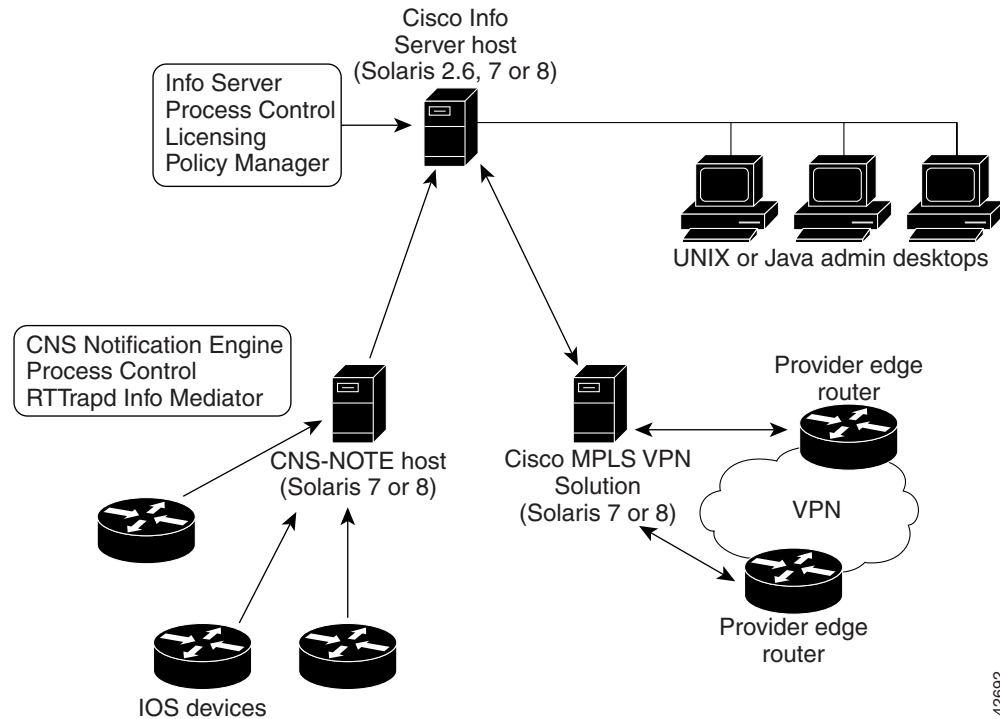 Cisco Info
Server host
(Solaris 2.6, 7 or 8)
Info Server
Process Control
Licensing
Policy Manager
UNIX or Java admin desktops
CNS Notification Engine
Process Control
RTTrapd Info Mediator
Provider edge
router
CNS-NOTE host
(Solaris 7 or 8)
Cisco MPLS VPN
Solution
(Solaris 7 or 8)
VPN
Provider edge
router
IOS devices
42692